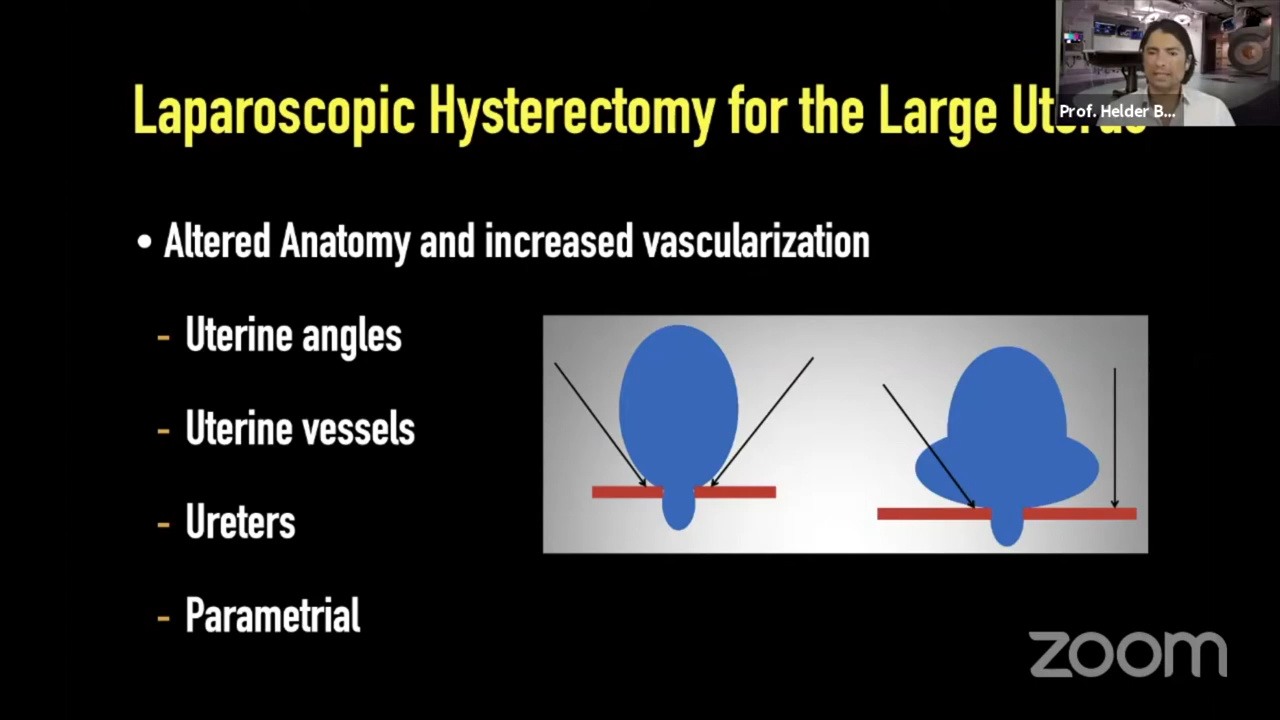 Laparoscopic Hysterectomy for the Large Uterus
Prof. Helder B...
• Altered Anatomy and increased vascularization
- Uterine angles
- Uterine vessels
- Ureters
- Parametrial
zoom